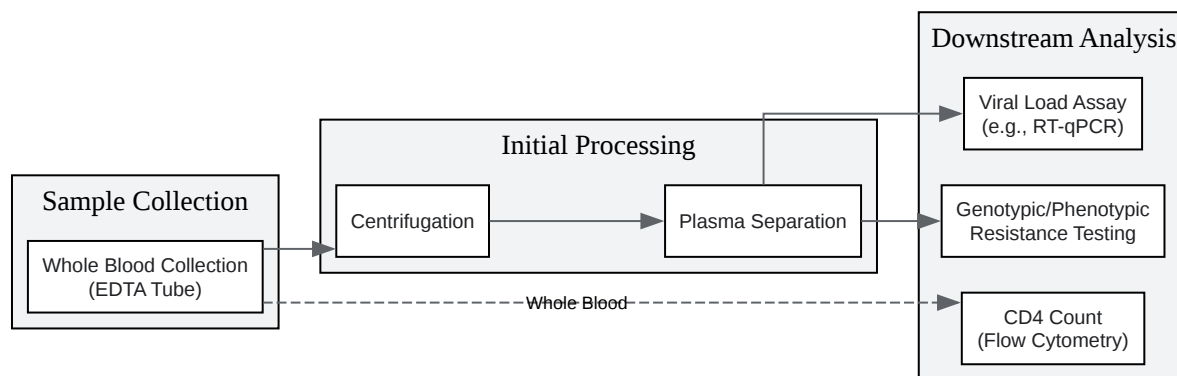 Sample Collection
Whole Blood Collection
(EDTA Tube)
Initial Processing
Centrifugation
Plasma Separation
Whole Blood
Downstream Analysis
Viral Load Assay
(e.g., RT-qPCR)
Genotypic/Phenotypic
Resistance Testing
CD4 Count
(Flow Cytometry)